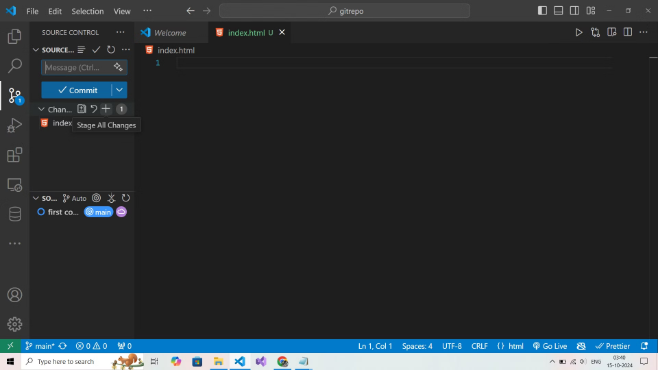 File Edit Selection View ... gitrepo
SOURCE CONTROL ...
Welcome
index.html U
SOURCE... ...
index.html
Message (Ctrl...
1
Commit
Chan... 1
index
Stage All Changes
SO... Auto
first co... main
main* 0 0 0 Ln 1, Col 1 Spaces: 4 UTF-8 CRLF {} html Go Live Prettier
Type here to search
ENG
03:48
15-10-2024